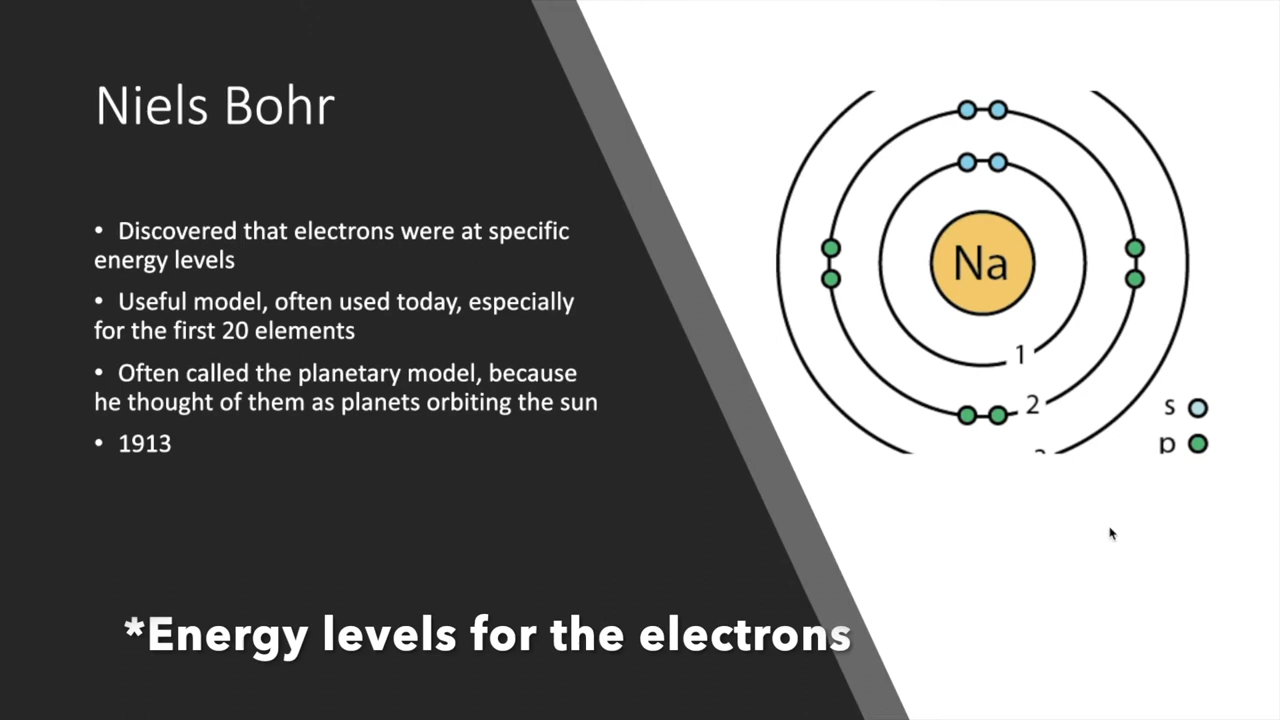 Niels Bohr
• Discovered that electrons were at specific
energy levels
• Useful model, often used today, especially
for the first 20 elements
• Often called the planetary model, because
he thought of them as planets orbiting the sun
• 1913
Na
1
2
s
p
*Energy levels for the electrons